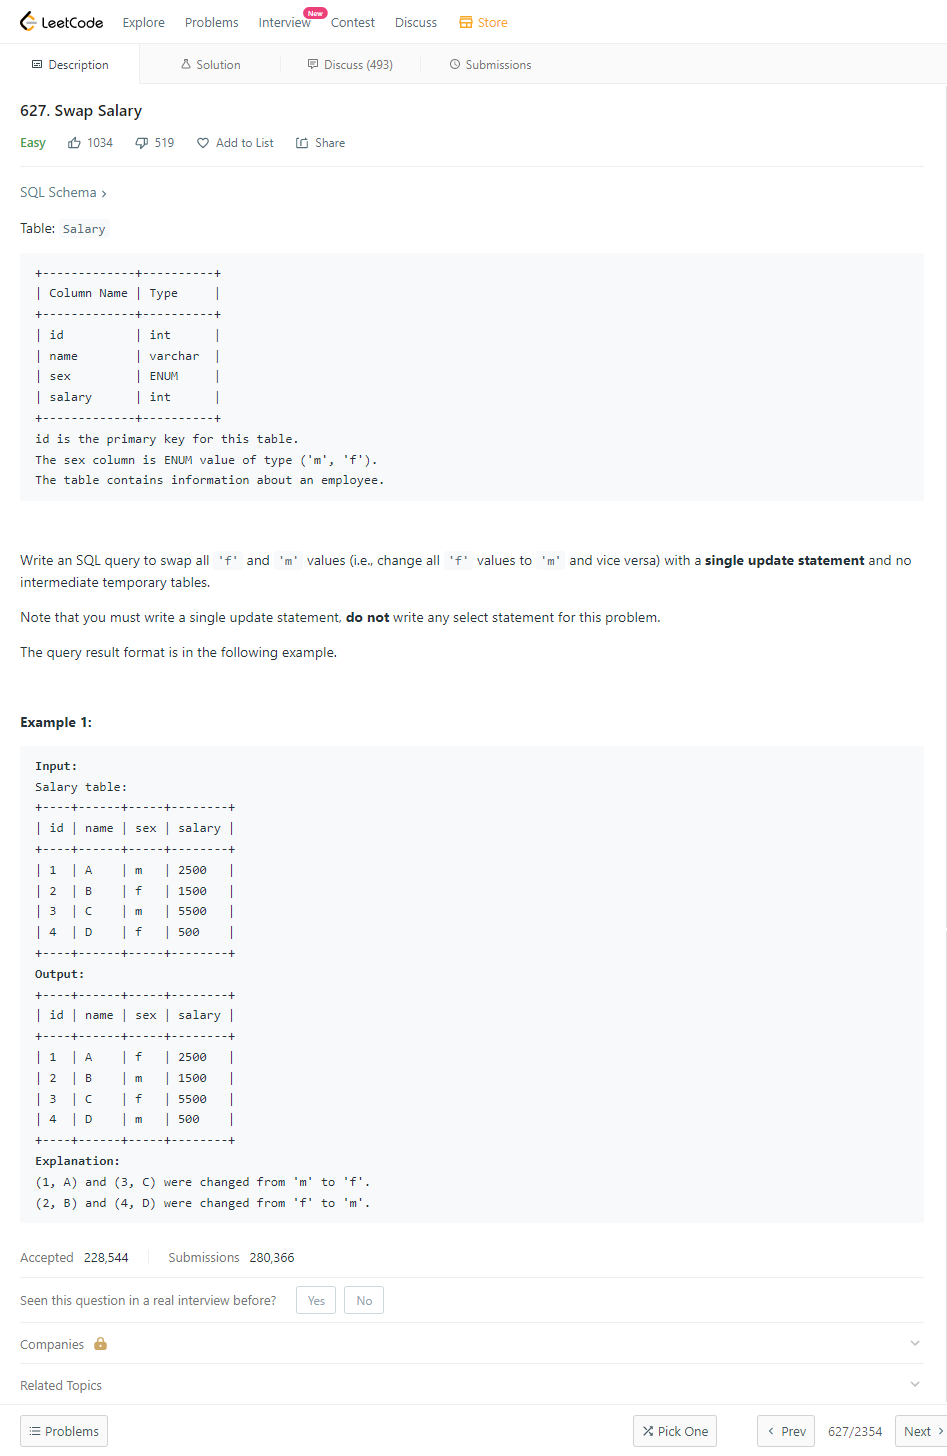 LeetCode Explore Problems Interview New Contest Discuss Store
Description Solution Discuss (493) Submissions
627. Swap Salary
Easy 1034 519 Add to List Share
SQL Schema ›
Table: Salary
+-------------+----------+
| Column Name | Type     |
+-------------+----------+
| id          | int      |
| name        | varchar  |
| sex         | ENUM     |
| salary      | int      |
+-------------+----------+
id is the primary key for this table.
The sex column is ENUM value of type ('m', 'f').
The table contains information about an employee.
Write an SQL query to swap all 'f' and 'm' values (i.e., change all 'f' values to 'm' and vice versa) with a single update statement and no
intermediate temporary tables.
Note that you must write a single update statement, do not write any select statement for this problem.
The query result format is in the following example.
Example 1:
Input:
Salary table:
+----+------+-----+--------+
| id | name | sex | salary |
+----+------+-----+--------+
| 1  | A    | m   | 2500   |
| 2  | B    | f   | 1500   |
| 3  | C    | m   | 5500   |
| 4  | D    | f   | 500    |
+----+------+-----+--------+
Output:
+----+------+-----+--------+
| id | name | sex | salary |
+----+------+-----+--------+
| 1  | A    | f   | 2500   |
| 2  | B    | m   | 1500   |
| 3  | C    | f   | 5500   |
| 4  | D    | m   | 500    |
+----+------+-----+--------+
Explanation:
(1, A) and (3, C) were changed from 'm' to 'f'.
(2, B) and (4, D) were changed from 'f' to 'm'.
Accepted 228,544 Submissions 280,366
Seen this question in a real interview before? Yes No
Companies
Related Topics
Problems Pick One ‹ Prev 627/2354 Next ›